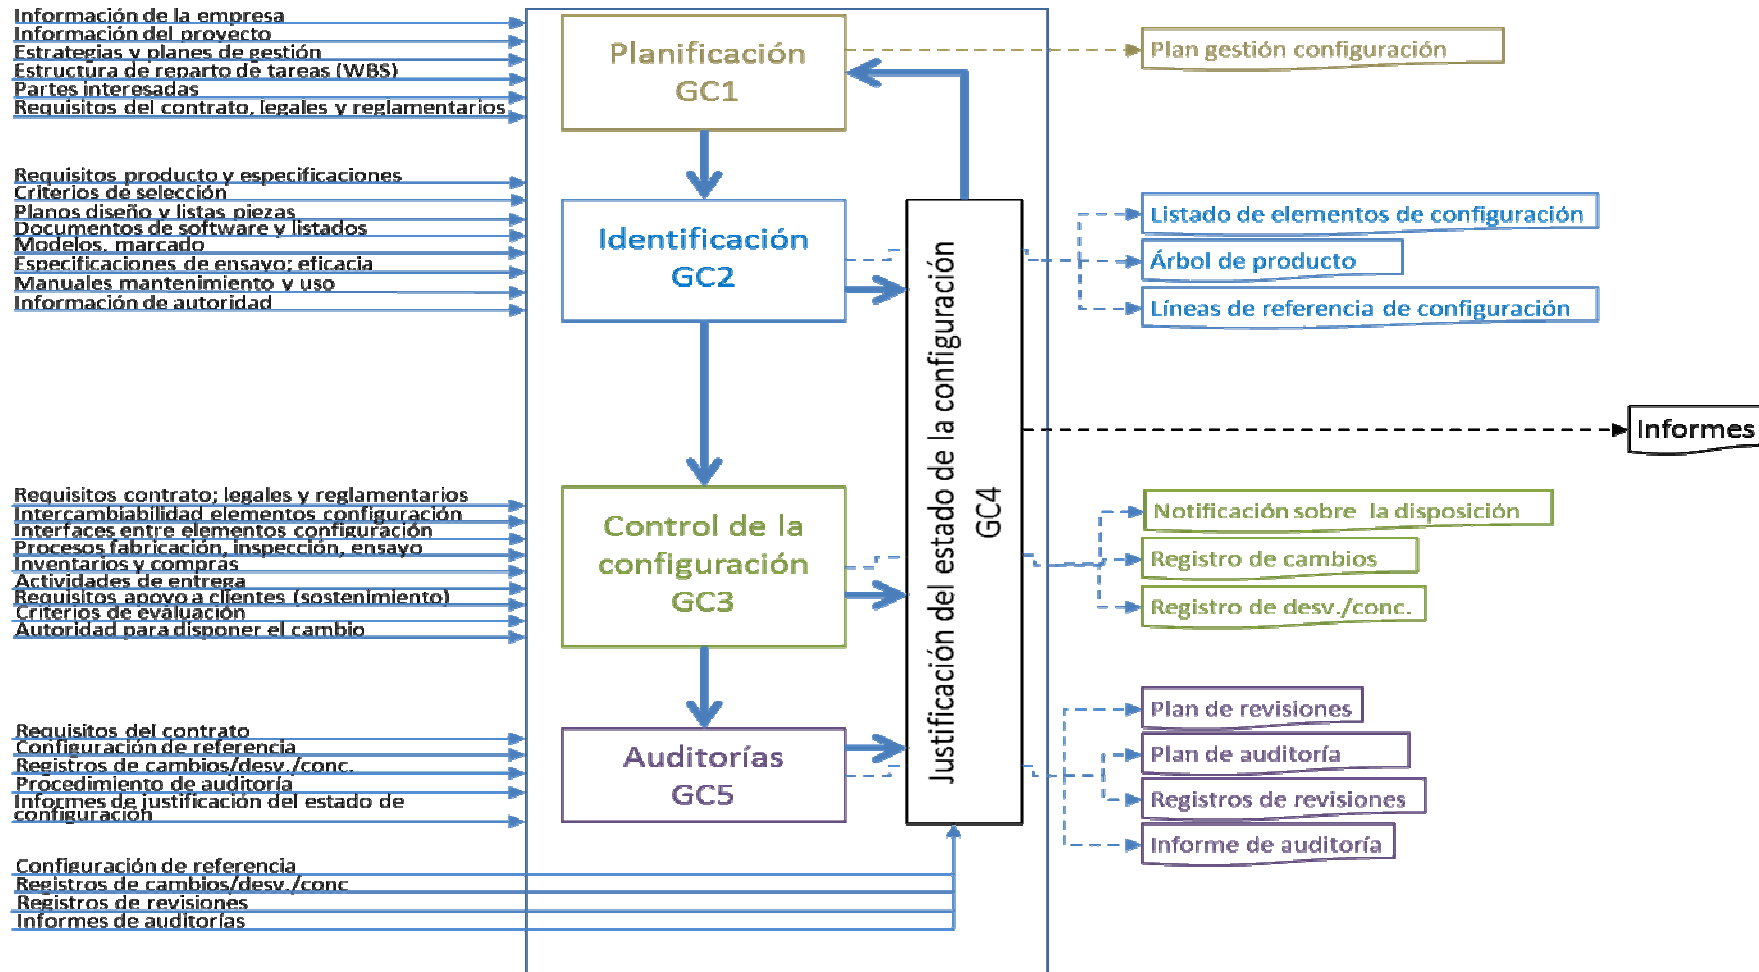 Información de la empresa
Información del proyecto
Estrategias y planes de gestión
Estructura de reparto de tareas (WBS)
Partes interesadas
Requisitos del contrato, legales y reglamentarios
Planificación
GC1
Plan gestión configuración
Requisitos producto y especificaciones
Criterios de selección
Planos diseño y listas piezas
Documentos de software y listados
Modelos, marcado
Especificaciones de ensayo; eficacia
Manuales mantenimiento y uso
Información de autoridad
Identificación
GC2
Listado de elementos de configuración
Árbol de producto
Líneas de referencia de configuración
Justificación del estado de la configuración
GC4
Informes
Requisitos contrato; legales y reglamentarios
Intercambiabilidad elementos configuración
Interfaces entre elementos configuración
Procesos fabricación, inspección, ensayo
Inventarios y compras
Actividades de entrega
Requisitos apoyo a clientes (sostenimiento)
Criterios de evaluación
Autoridad para disponer el cambio
Control de la
configuración
GC3
Notificación sobre la disposición
Registro de cambios
Registro de desv./conc.
Requisitos del contrato
Configuración de referencia
Registros de cambios/desv./conc.
Procedimiento de auditoría
Informes de justificación del estado de
configuración
Auditorías
GC5
Plan de revisiones
Plan de auditoría
Registros de revisiones
Informe de auditoría
Configuración de referencia
Registros de cambios/desv./conc
Registros de revisiones
Informes de auditorías